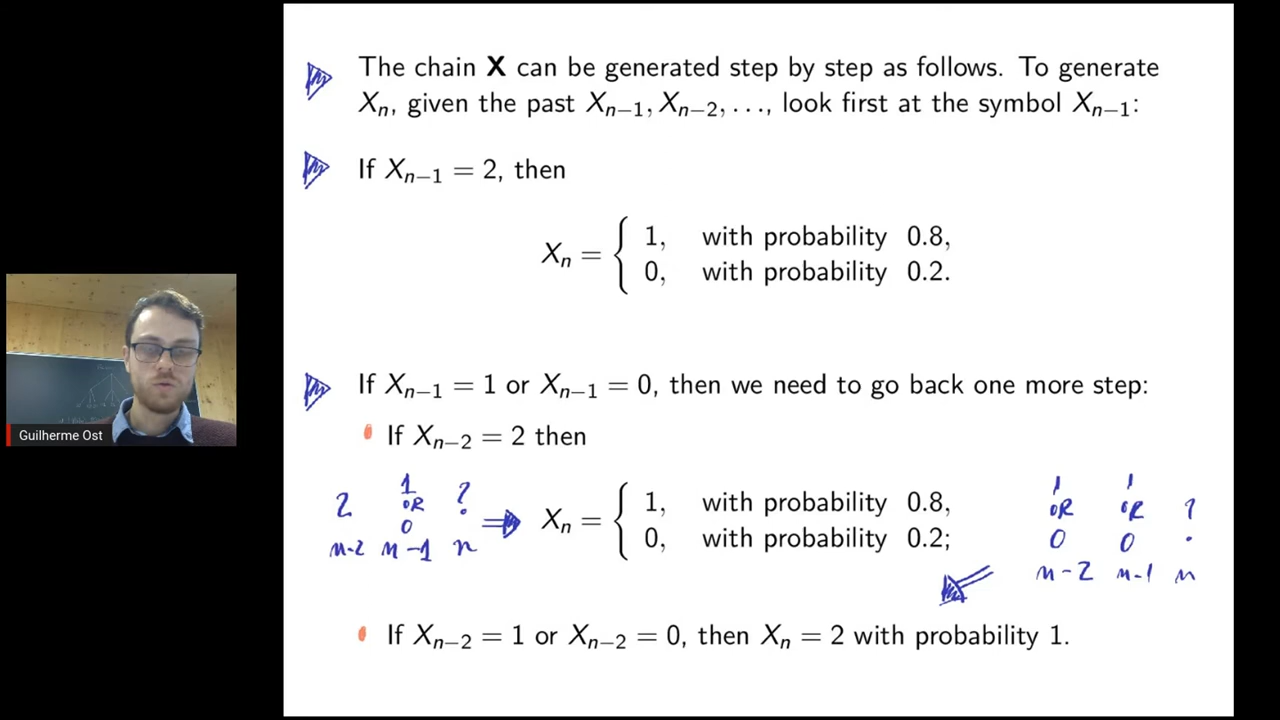 The chain X can be generated step by step as follows. To generate
Xₙ, given the past Xₙ₋₁, Xₙ₋₂, . . ., look first at the symbol Xₙ₋₁:
If Xₙ₋₁ = 2, then
Xₙ = { 1, with probability 0.8,
0, with probability 0.2.
If Xₙ₋₁ = 1 or Xₙ₋₁ = 0, then we need to go back one more step:
If Xₙ₋₂ = 2 then
2 1 OR 0 ?
n-2 n-1 n
⇒
Xₙ = { 1, with probability 0.8,
0, with probability 0.2;
1 1
OR OR ?
0 0
n-2 n-1 n
If Xₙ₋₂ = 1 or Xₙ₋₂ = 0, then Xₙ = 2 with probability 1.
Guilherme Ost